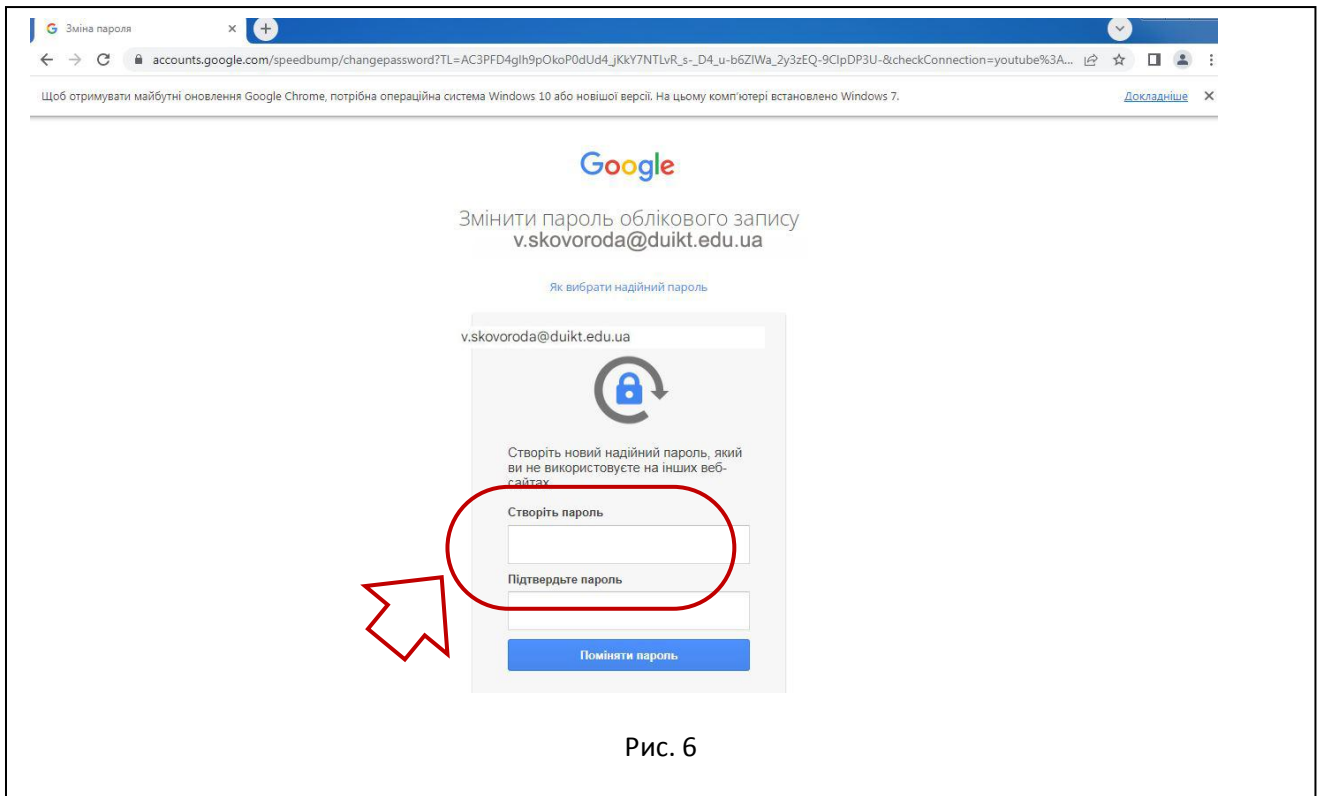 Зміна пароля
accounts.google.com/speedbump/changepassword?TL=AC3PFD4glh9pOkoP0dUd4_jKkY7NTLvR_s-_D4_u-b6ZlWa_2y3zEQ-9ClpDP3U-&checkConnection=youtube%3A...
Щоб отримувати майбутні оновлення Google Chrome, потрібна операційна система Windows 10 або новішої версії. На цьому комп'ютері встановлено Windows 7. Докладніше
Google
Змінити пароль облікового запису
v.skovoroda@duikt.edu.ua
Як вибрати надійний пароль
v.skovoroda@duikt.edu.ua
Створіть новий надійний пароль, який
ви не використовуєте на інших веб-
сайтах
Створіть пароль
Підтвердьте пароль
Поміняти пароль
Рис. 6